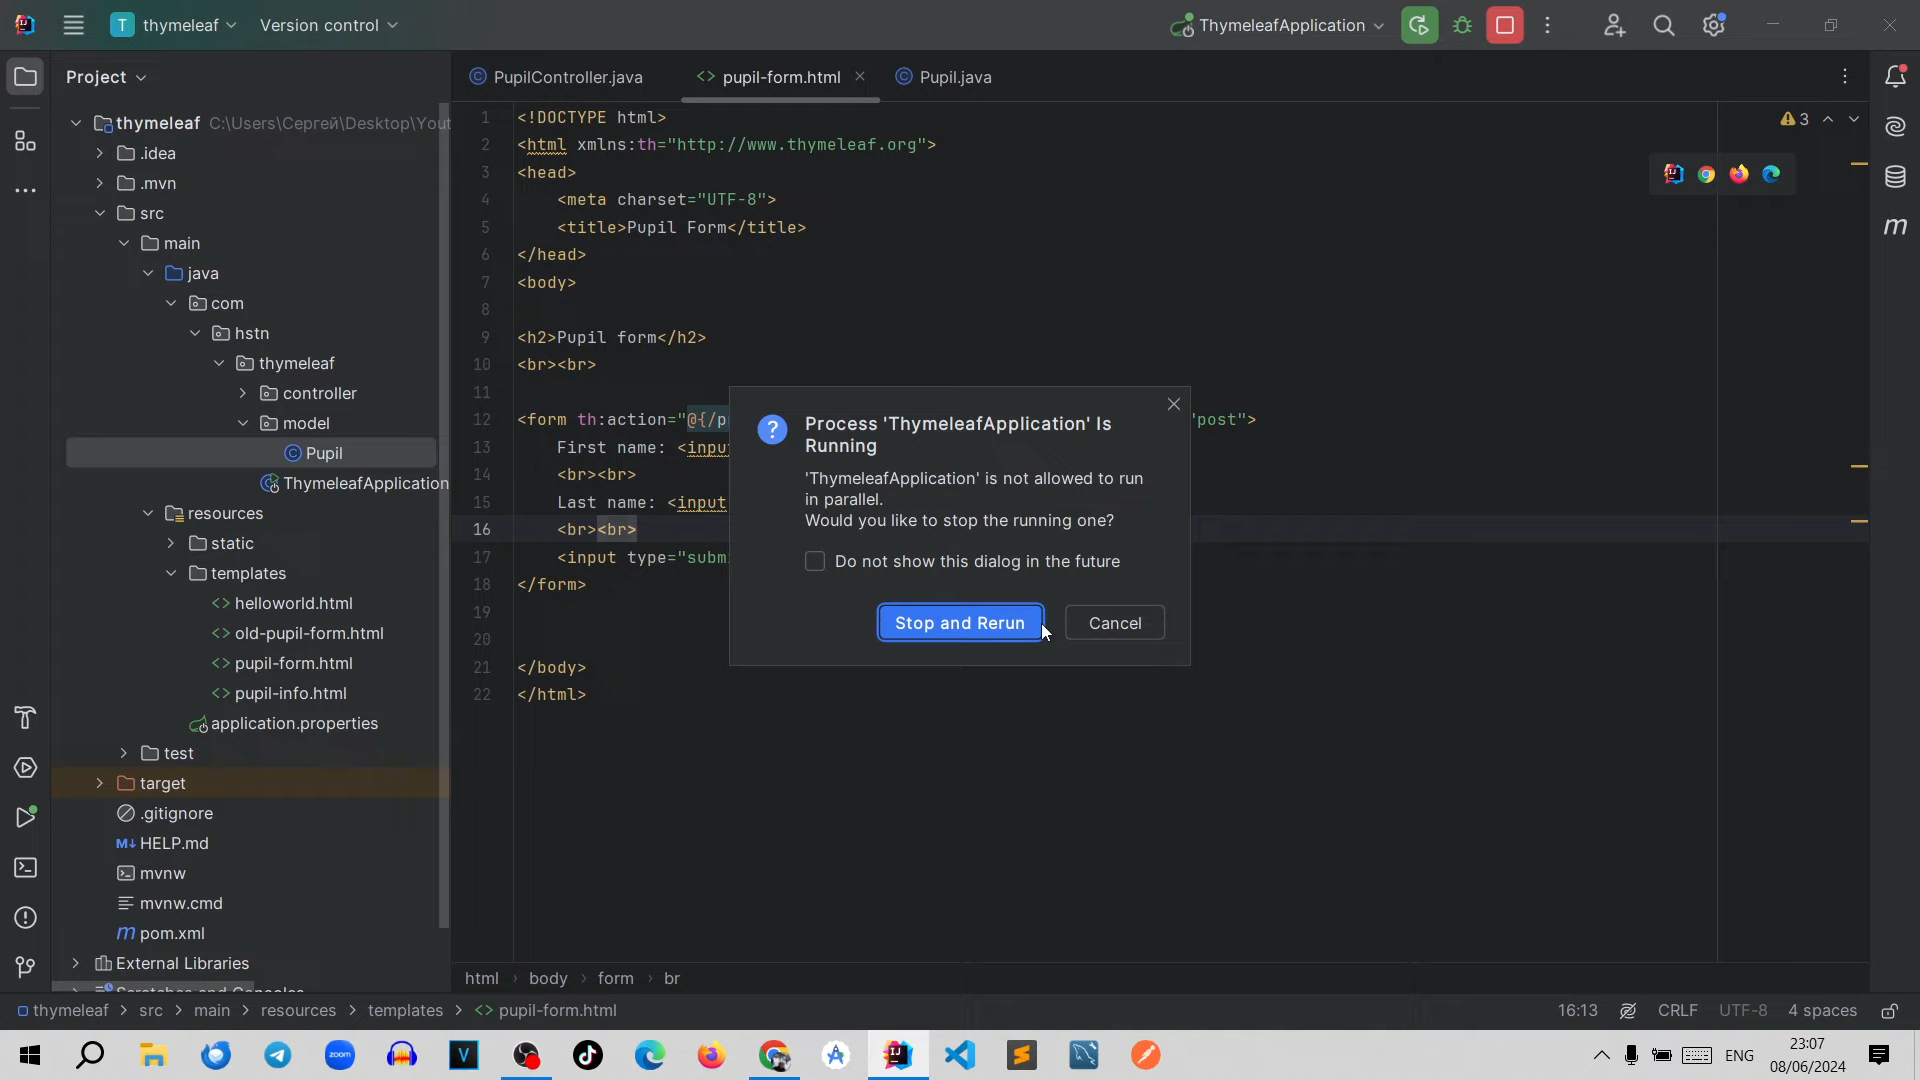 thymeleaf
Version control
ThymeleafApplication
Project
PupilController.java
pupil-form.html
Pupil.java
thymeleaf C:\Users\Сергей\Desktop\Yout
.idea
.mvn
src
main
java
com
hstn
thymeleaf
controller
model
Pupil
ThymeleafApplication
resources
static
templates
helloworld.html
old-pupil-form.html
pupil-form.html
pupil-info.html
application.properties
test
target
.gitignore
HELP.md
mvnw
mvnw.cmd
pom.xml
External Libraries
1 <!DOCTYPE html>
2 <html xmlns:th="http://www.thymeleaf.org">
3 <head>
4 <meta charset="UTF-8">
5 <title>Pupil Form</title>
6 </head>
7 <body>
8
9 <h2>Pupil form</h2>
10 <br><br>
11
12 <form th:action="@{/p post">
13 First name: <inpu
14 <br><br>
15 Last name: <input
16 <br><br>
17 <input type="subm
18 </form>
19
20
21 </body>
22 </html>
3
Process 'ThymeleafApplication' Is
Running
'ThymeleafApplication' is not allowed to run
in parallel.
Would you like to stop the running one?
Do not show this dialog in the future
Stop and Rerun
Cancel
html > body > form > br
thymeleaf > src > main > resources > templates > pupil-form.html
16:13 CRLF UTF-8 4 spaces
zoom
ENG
23:07
08/06/2024